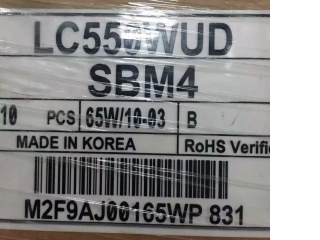 LC550WUD
SBM4
10 PCS 65W/10-03 B
MADE IN KOREA RoHS Verifi
M2F9AJ00165WP 831